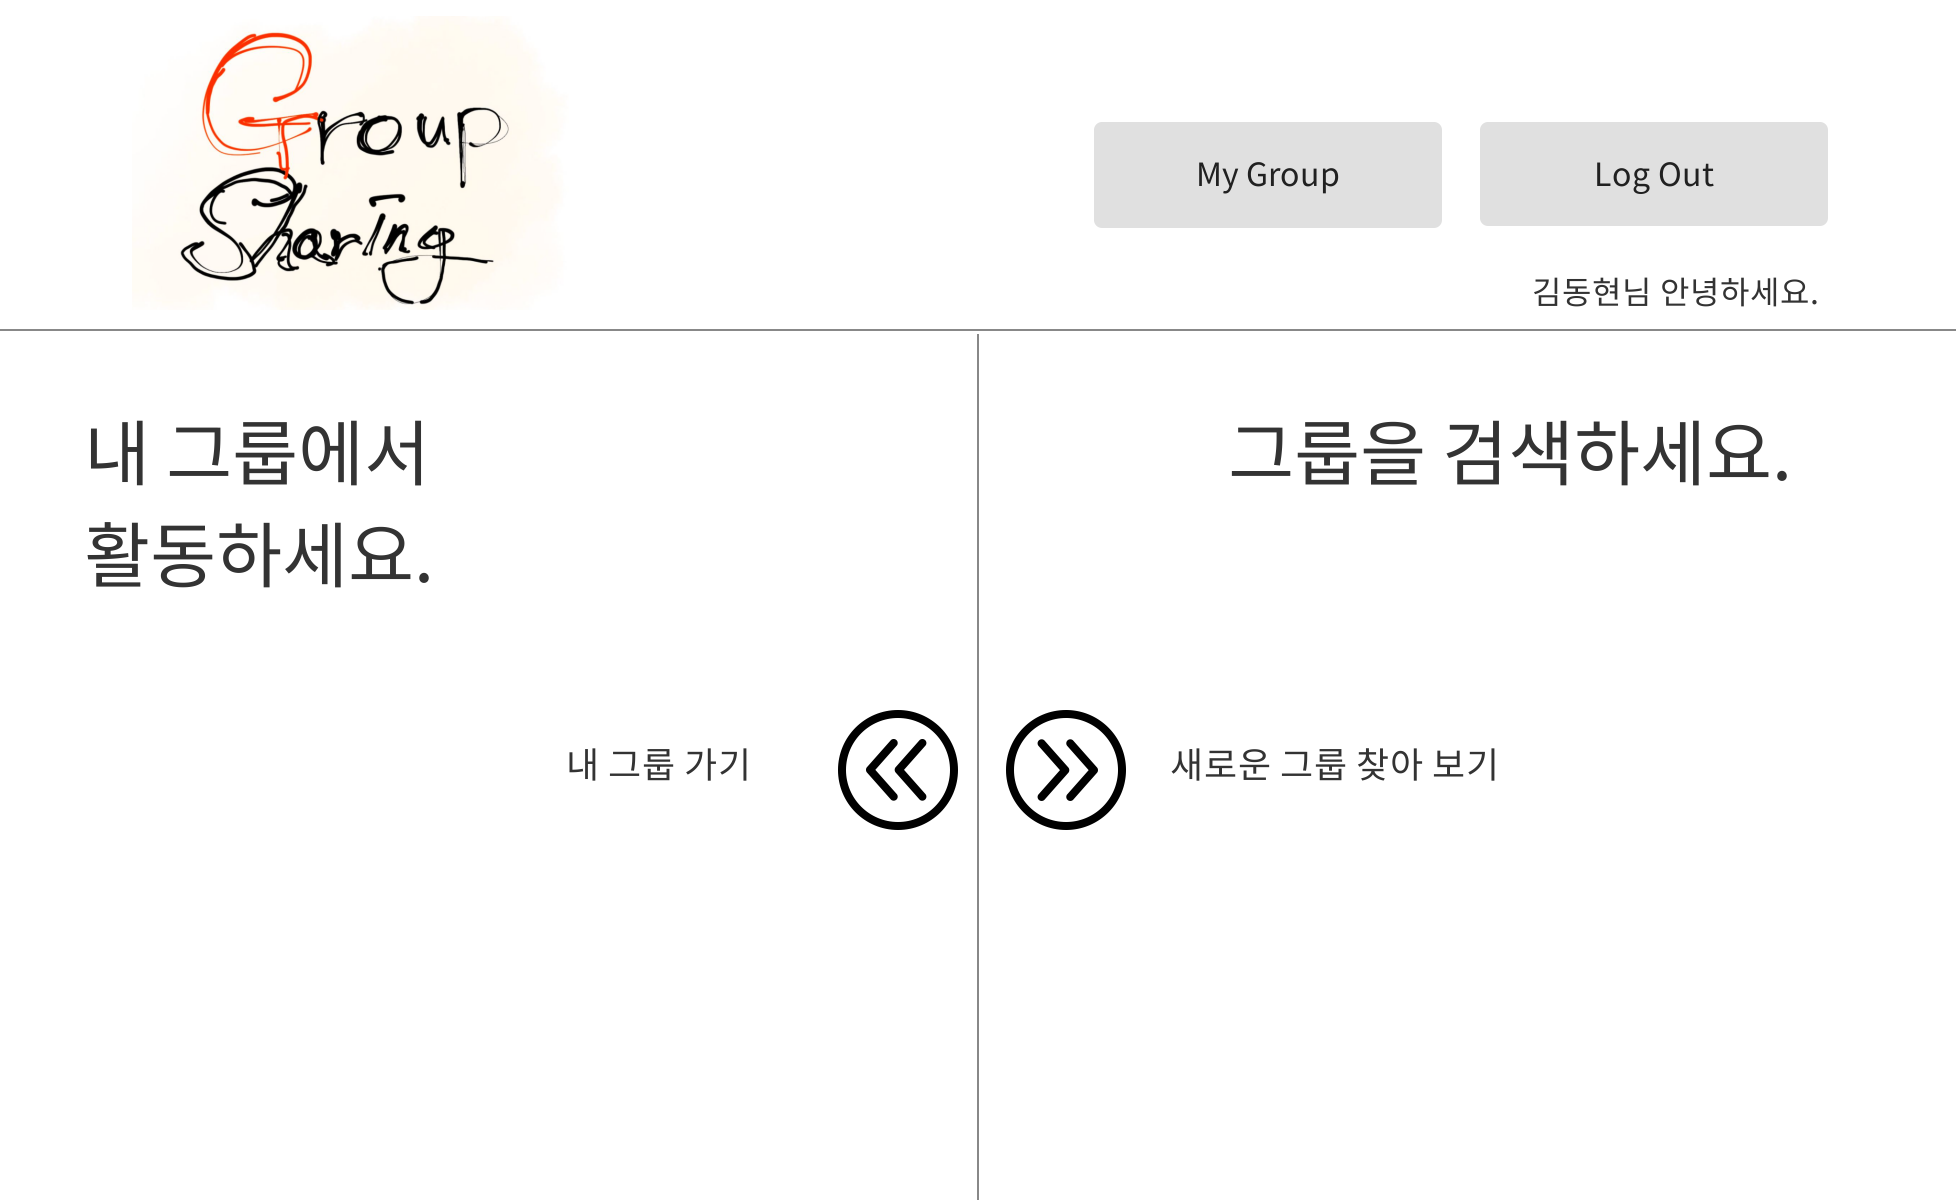 Group
Sharing
My Group
Log Out
김동현님 안녕하세요.
내 그룹에서
활동하세요.
그룹을 검색하세요.
내 그룹 가기
새로운 그룹 찾아 보기